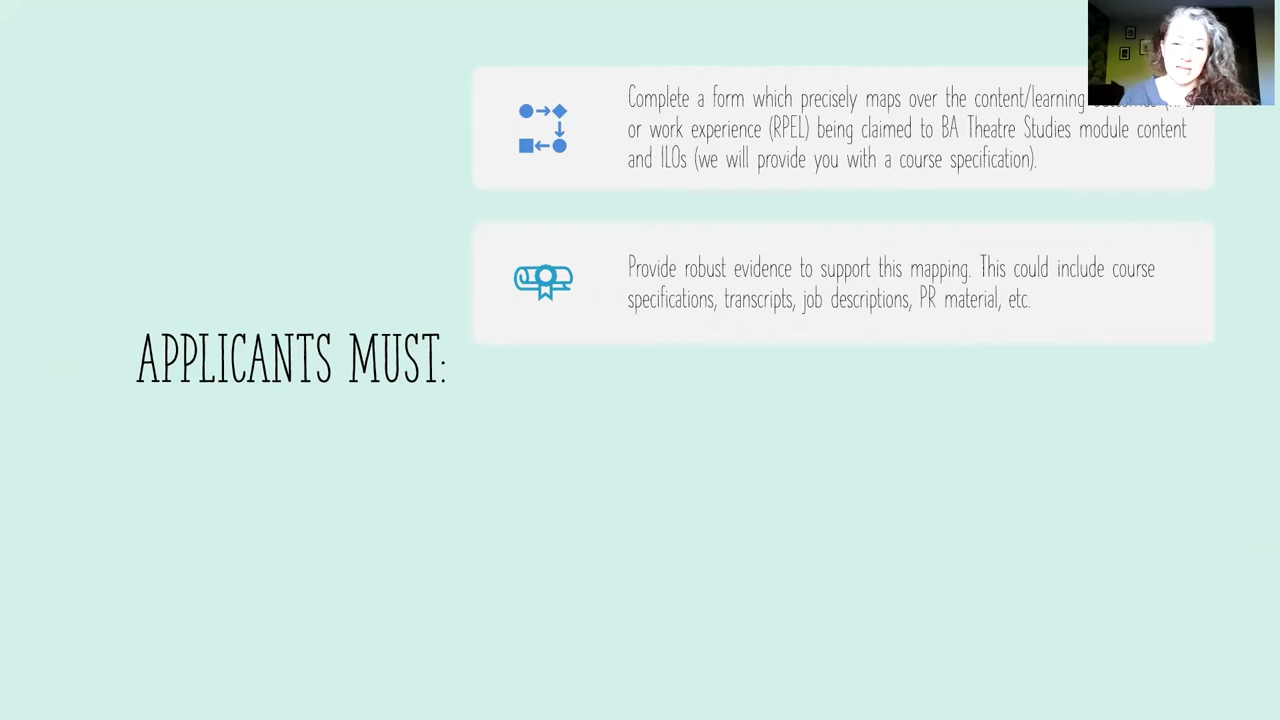 Complete a form which precisely maps over the content/learning
or work experience (RPEL) being claimed to BA Theatre Studies module content
and ILOs (we will provide you with a course specification).
Provide robust evidence to support this mapping. This could include course
specifications, transcripts, job descriptions, PR material, etc.
APPLICANTS MUST: